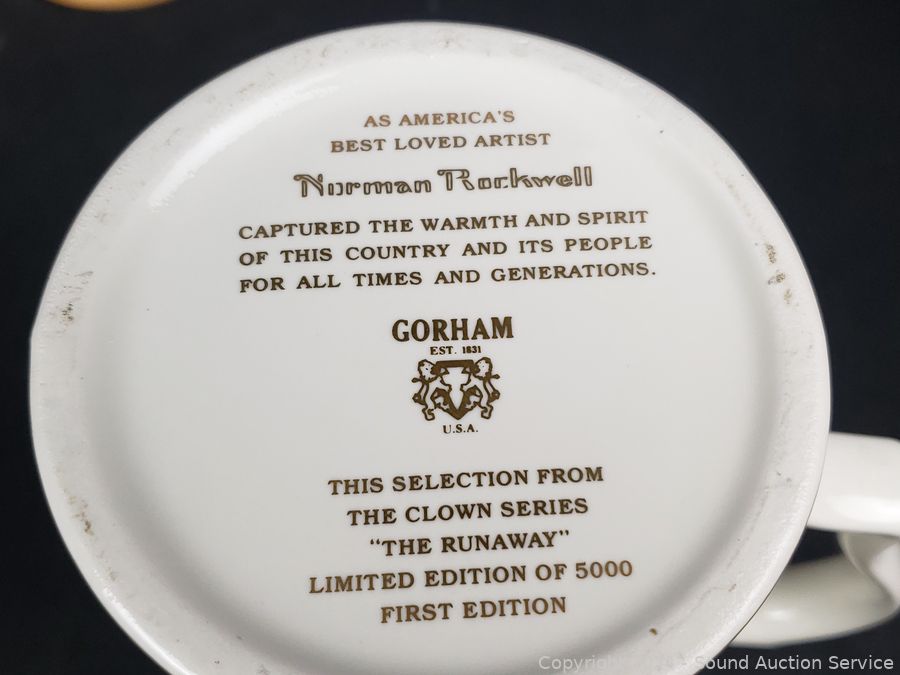 AS AMERICA'S
BEST LOVED ARTIST
Norman Rockwell
CAPTURED THE WARMTH AND SPIRIT
OF THIS COUNTRY AND ITS PEOPLE
FOR ALL TIMES AND GENERATIONS.
GORHAM
EST. 1831
U.S.A.
THIS SELECTION FROM
THE CLOWN SERIES
"THE RUNAWAY"
LIMITED EDITION OF 5000
FIRST EDITION
Copyright Sound Auction Service